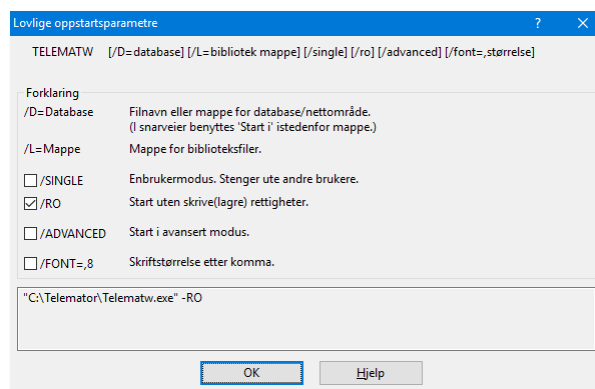 Lovlige oppstartsparametre
TELEMATW [/D=database] [/L=bibliotek mappe] [/single] [/ro] [/advanced] [/font=,størrelse]
Forklaring
/D=Database Filnavn eller mappe for database/nettområde.
(I snarveier benyttes 'Start i' istedenfor mappe.)
/L=Mappe Mappe for biblioteksfiler.
/SINGLE Enbrukermodus. Stenger ute andre brukere.
/RO Start uten skrive(lagre) rettigheter.
/ADVANCED Start i avansert modus.
/FONT=,8 Skriftstørrelse etter komma.
"C:\Telemator\Telematw.exe" -RO
OK Hjelp